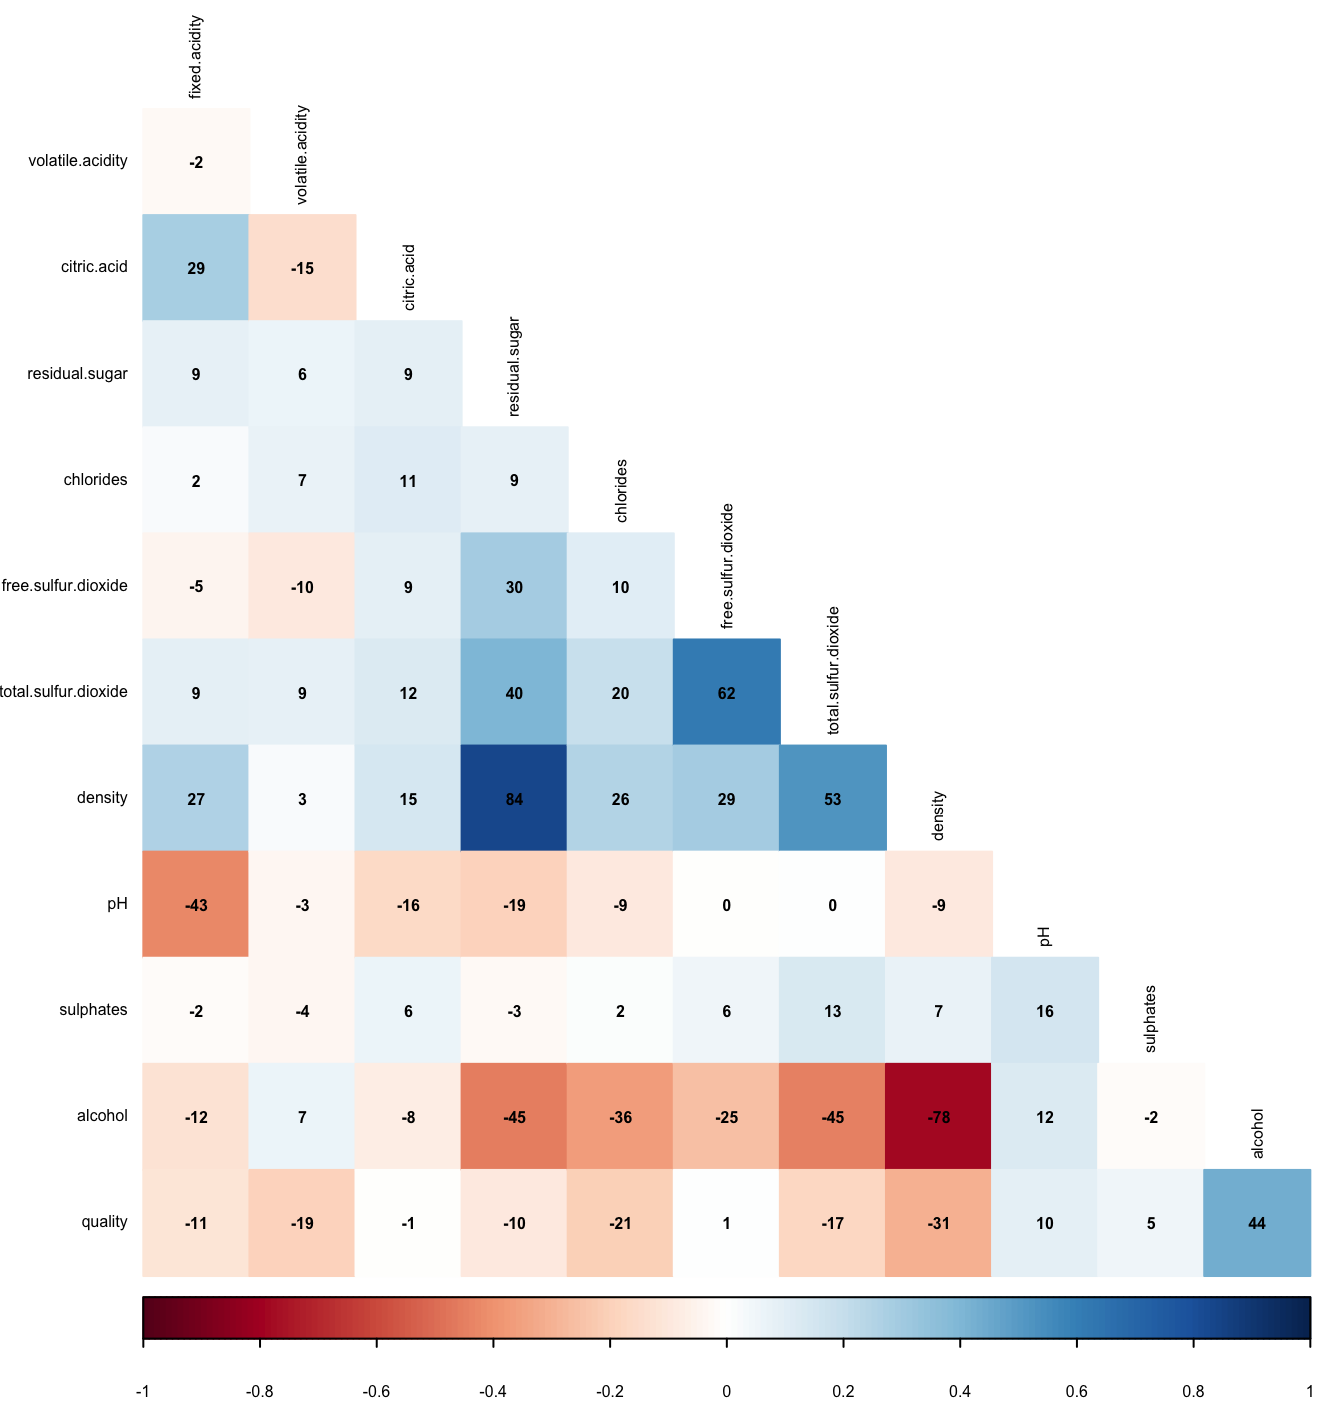 fixed.acidity
volatile.acidity -2 volatile.acidity
citric.acid 29 -15 citric.acid
residual.sugar 9 6 9 residual.sugar
chlorides 2 7 11 9 chlorides
free.sulfur.dioxide -5 -10 9 30 10 free.sulfur.dioxide
total.sulfur.dioxide 9 9 12 40 20 62 total.sulfur.dioxide
density 27 3 15 84 26 29 53 density
pH -43 -3 -16 -19 -9 0 0 -9 pH
sulphates -2 -4 6 -3 2 6 13 7 16 sulphates
alcohol -12 7 -8 -45 -36 -25 -45 -78 12 -2 alcohol
quality -11 -19 -1 -10 -21 1 -17 -31 10 5 44
-1 -0.8 -0.6 -0.4 -0.2 0 0.2 0.4 0.6 0.8 1